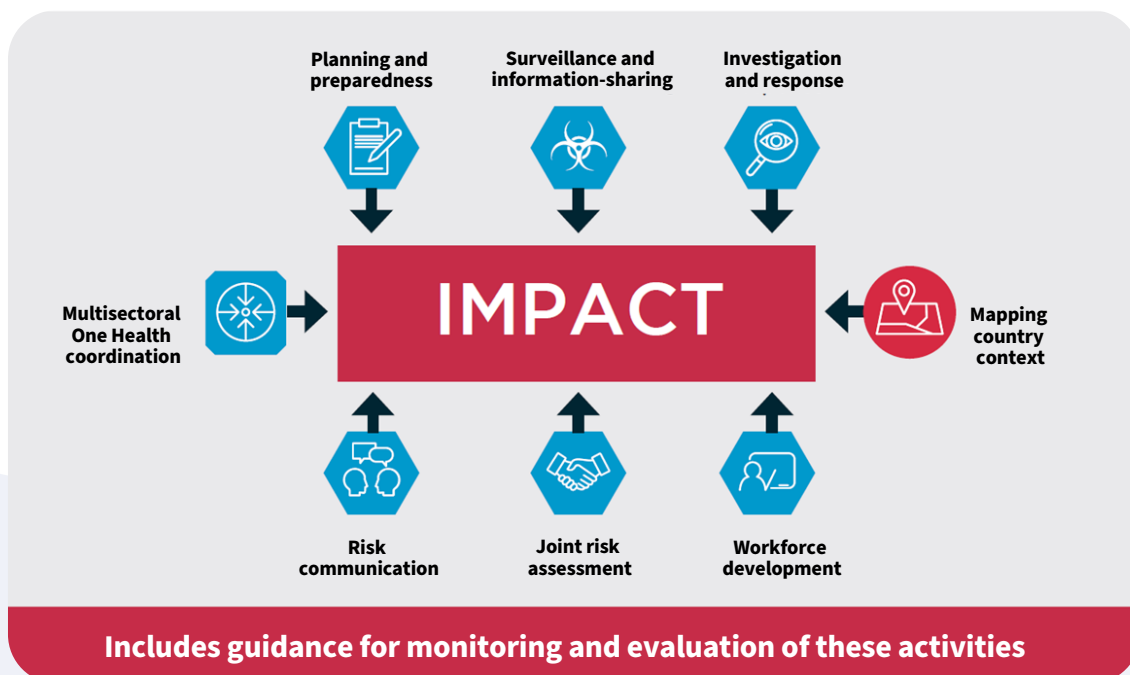 Planning and
preparedness
Surveillance and
information-sharing
Investigation
and response
Multisectoral
One Health
coordination
IMPACT
Mapping
country
context
Risk
communication
Joint risk
assessment
Workforce
development
Includes guidance for monitoring and evaluation of these activities